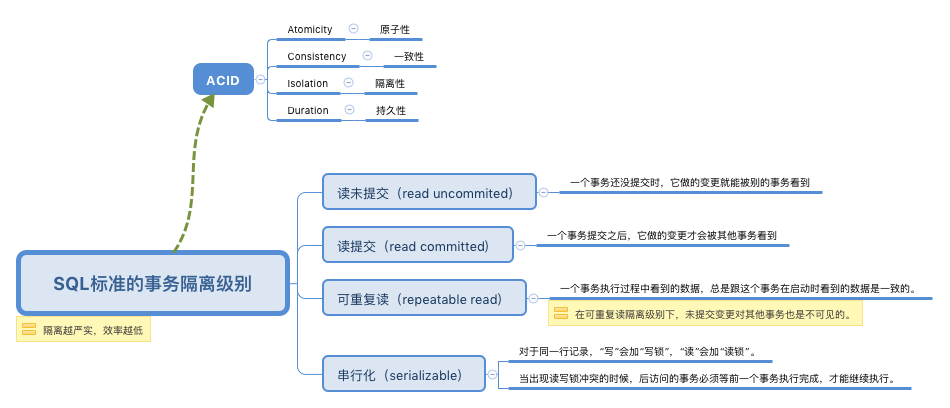 Atomicity
原子性
Consistency
一致性
ACID
Isolation
隔离性
Duration
持久性
SQL标准的事务隔离级别
隔离越严实，效率越低
读未提交（read uncommited）
一个事务还没提交时，它做的变更就能被别的事务看到
读提交（read committed)
一个事务提交之后，它做的变更才会被其他事务看到
可重复读（repeatable read）
一个事务执行过程中看到的数据，总是跟这个事务在启动时看到的数据是一致的。
在可重复读隔离级别下，未提交变更对其他事务也是不可见的。
串行化（serializable）
对于同一行记录，“写”会加“写锁”，“读”会加“读锁”。
当出现读写锁冲突的时候，后访问的事务必须等前一个事务执行完成，才能继续执行。